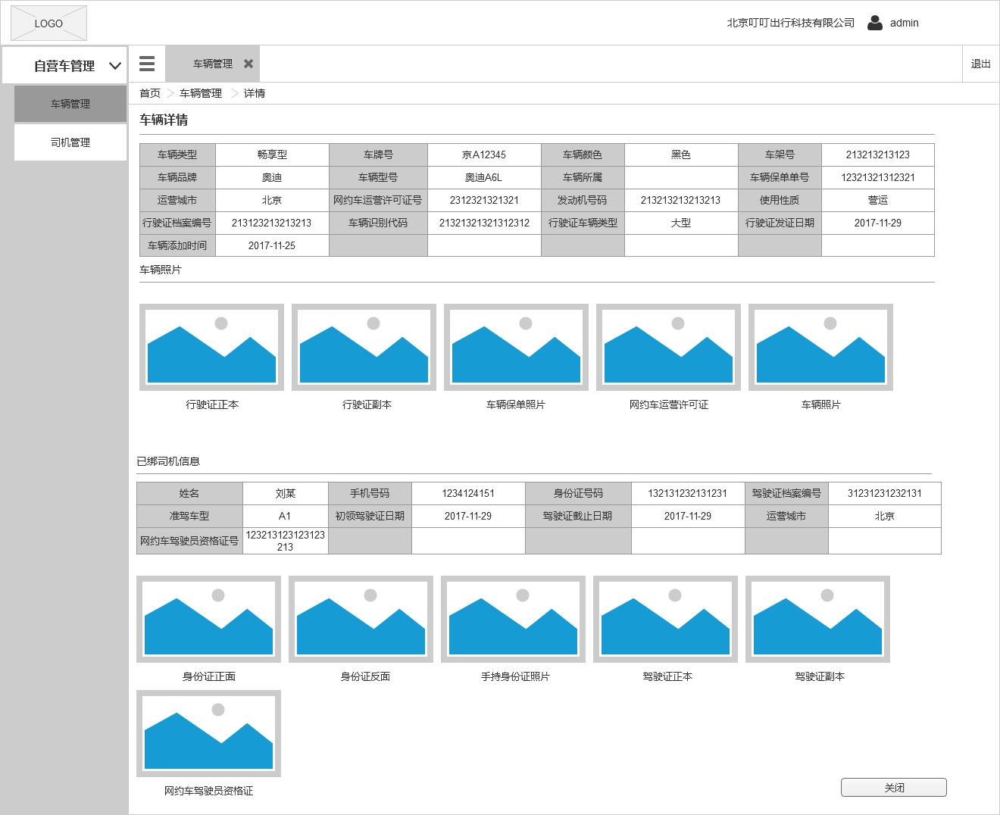 LOGO
北京叮叮出行科技有限公司 admin
自营车管理
车辆管理
退出
车辆管理
司机管理
首页 车辆管理 详情
车辆详情
车辆类型 畅享型 车牌号 京A12345 车辆颜色 黑色 车架号 213213213123
车辆品牌 奥迪 车辆型号 奥迪A6L 车辆所属 车辆保单单号 12321321312321
运营城市 北京 网约车运营许可证号 2312321321321 发动机号码 213213213213213 使用性质 营运
行驶证档案编号 213123213213213 车辆识别代码 21321321321312312 行驶证车辆类型 大型 行驶证发证日期 2017-11-29
车辆添加时间 2017-11-25
车辆照片
行驶证正本 行驶证副本 车辆保单照片 网约车运营许可证 车辆照片
已绑司机信息
姓名 刘某 手机号码 1234124151 身份证号码 132131232131231 驾驶证档案编号 31231231232131
准驾车型 A1 初领驾驶证日期 2017-11-29 驾驶证截止日期 2017-11-29 运营城市 北京
网约车驾驶员资格证号 123213123123123
213
身份证正面 身份证反面 手持身份证照片 驾驶证正本 驾驶证副本
网约车驾驶员资格证
关闭